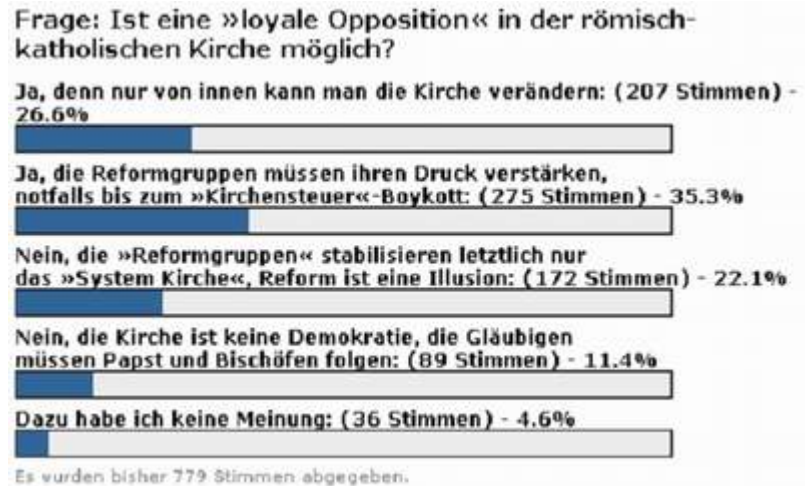 Frage: Ist eine »loyale Opposition« in der römisch-
katholischen Kirche möglich?
Ja, denn nur von innen kann man die Kirche verändern: (207 Stimmen) -
26.6%
Ja, die Reformgruppen müssen ihren Druck verstärken,
notfalls bis zum »Kirchensteuer«-Boykott: (275 Stimmen) - 35.3%
Nein, die »Reformgruppen« stabilisieren letztlich nur
das »System Kirche«, Reform ist eine Illusion: (172 Stimmen) - 22.1%
Nein, die Kirche ist keine Demokratie, die Gläubigen
müssen Papst und Bischöfen folgen: (89 Stimmen) - 11.4%
Dazu habe ich keine Meinung: (36 Stimmen) - 4.6%
Es wurden bisher 779 Stimmen abgegeben.